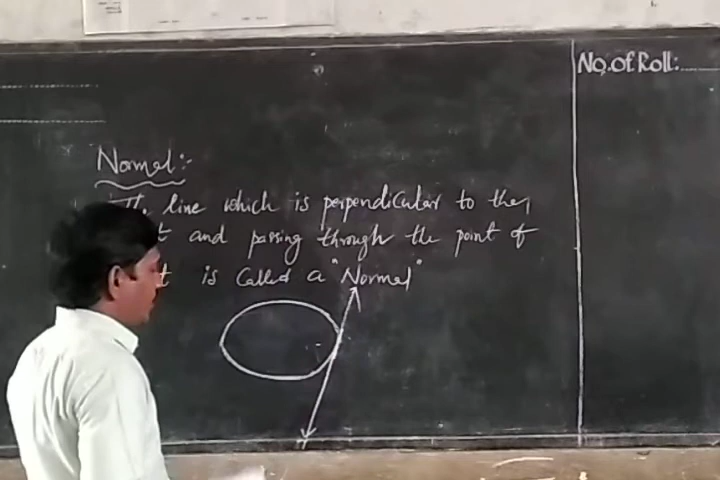 No. of Roll:
Normal:-
The line which is perpendicular to the
and passing through the point of
is called a "Normal"